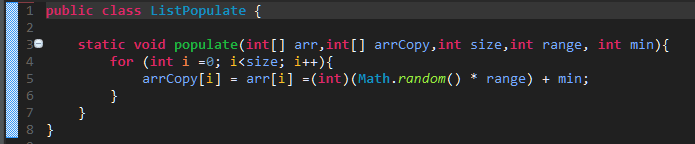 1 public class ListPopulate {
2
3 static void populate(int[] arr,int[] arrCopy,int size,int range, int min){
4 for (int i =0; i<size; i++){
5 arrCopy[i] = arr[i] =(int)(Math.random() * range) + min;
6 }
7 }
8 }